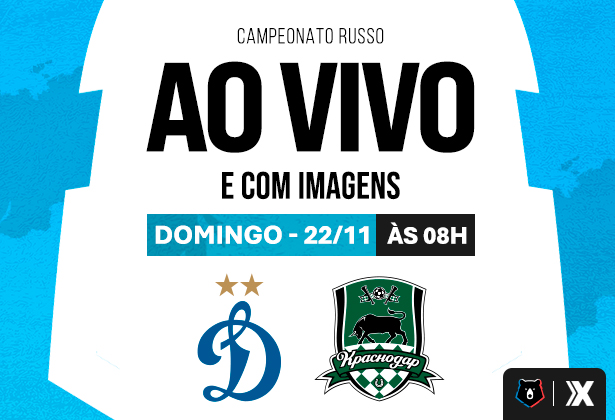 CAMPEONATO RUSSO
AO VIVO
E COM IMAGENS
DOMINGO - 22/11 ÀS 08H
Д
Краснодар